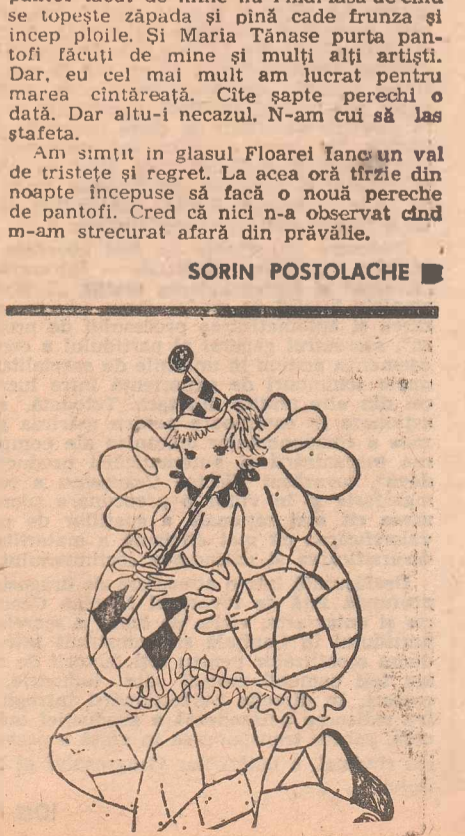 se topește zăpada și pină cade frunza și
incep ploile. Și Maria Tănase purta pan-
tofi făcuți de mine și mulți alți artiști.
Dar, eu cel mai mult am lucrat pentru
marea cîntăreață. Cîte șapte perechi o
dată. Dar altu-i necazul. N-am cui să las
ștafeta.
Am simțit in glasul Floarei Ianc un val
de tristețe și regret. La acea oră tîrzie din
noapte începuse să facă o nouă pereche
de pantofi. Cred că nici n-a observat cînd
m-am strecurat afară din prăvălie.
SORIN POSTOLACHE